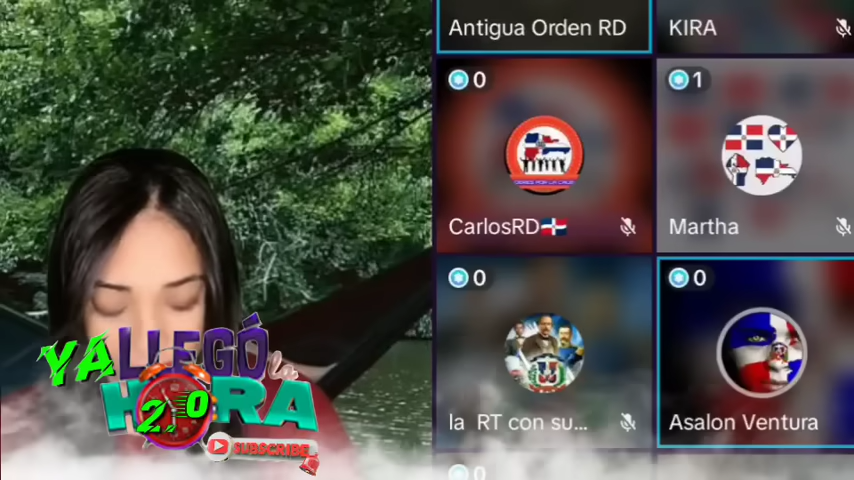 Antigua Orden RD
KIRA
0
1
CarlosRD
Martha
0
0
la RT con su...
Asalon Ventura
0
YA LLEGÓ la
HORA
2.0
SUBSCRIBE